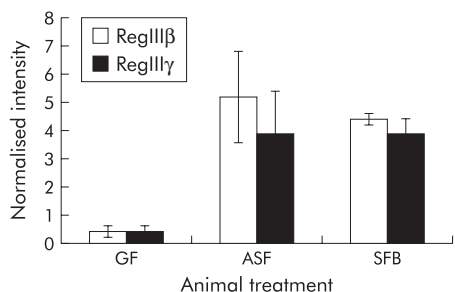 8
7
6
5
4
3
2
1
0
Normalised intensity
RegIIIβ
RegIIIγ
GF ASF SFB
Animal treatment